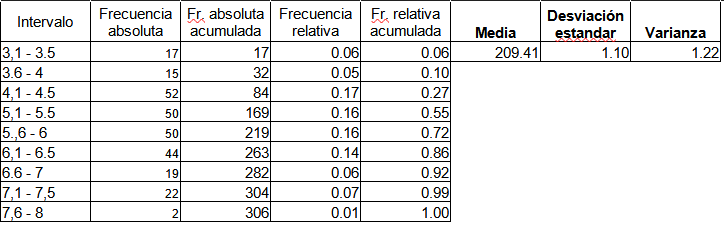 Intervalo Frecuencia absoluta Fr. absoluta acumulada Frecuencia relativa Fr. relativa acumulada Media Desviación estandar Varianza
3,1 - 3.5 17 17 0.06 0.06 209.41 1.10 1.22
3.6 - 4 15 32 0.05 0.10
4,1 - 4.5 52 84 0.17 0.27
5,1 - 5.5 50 169 0.16 0.55
5.,6 - 6 50 219 0.16 0.72
6,1 - 6.5 44 263 0.14 0.86
6.6 - 7 19 282 0.06 0.92
7,1 - 7,5 22 304 0.07 0.99
7,6 - 8 2 306 0.01 1.00